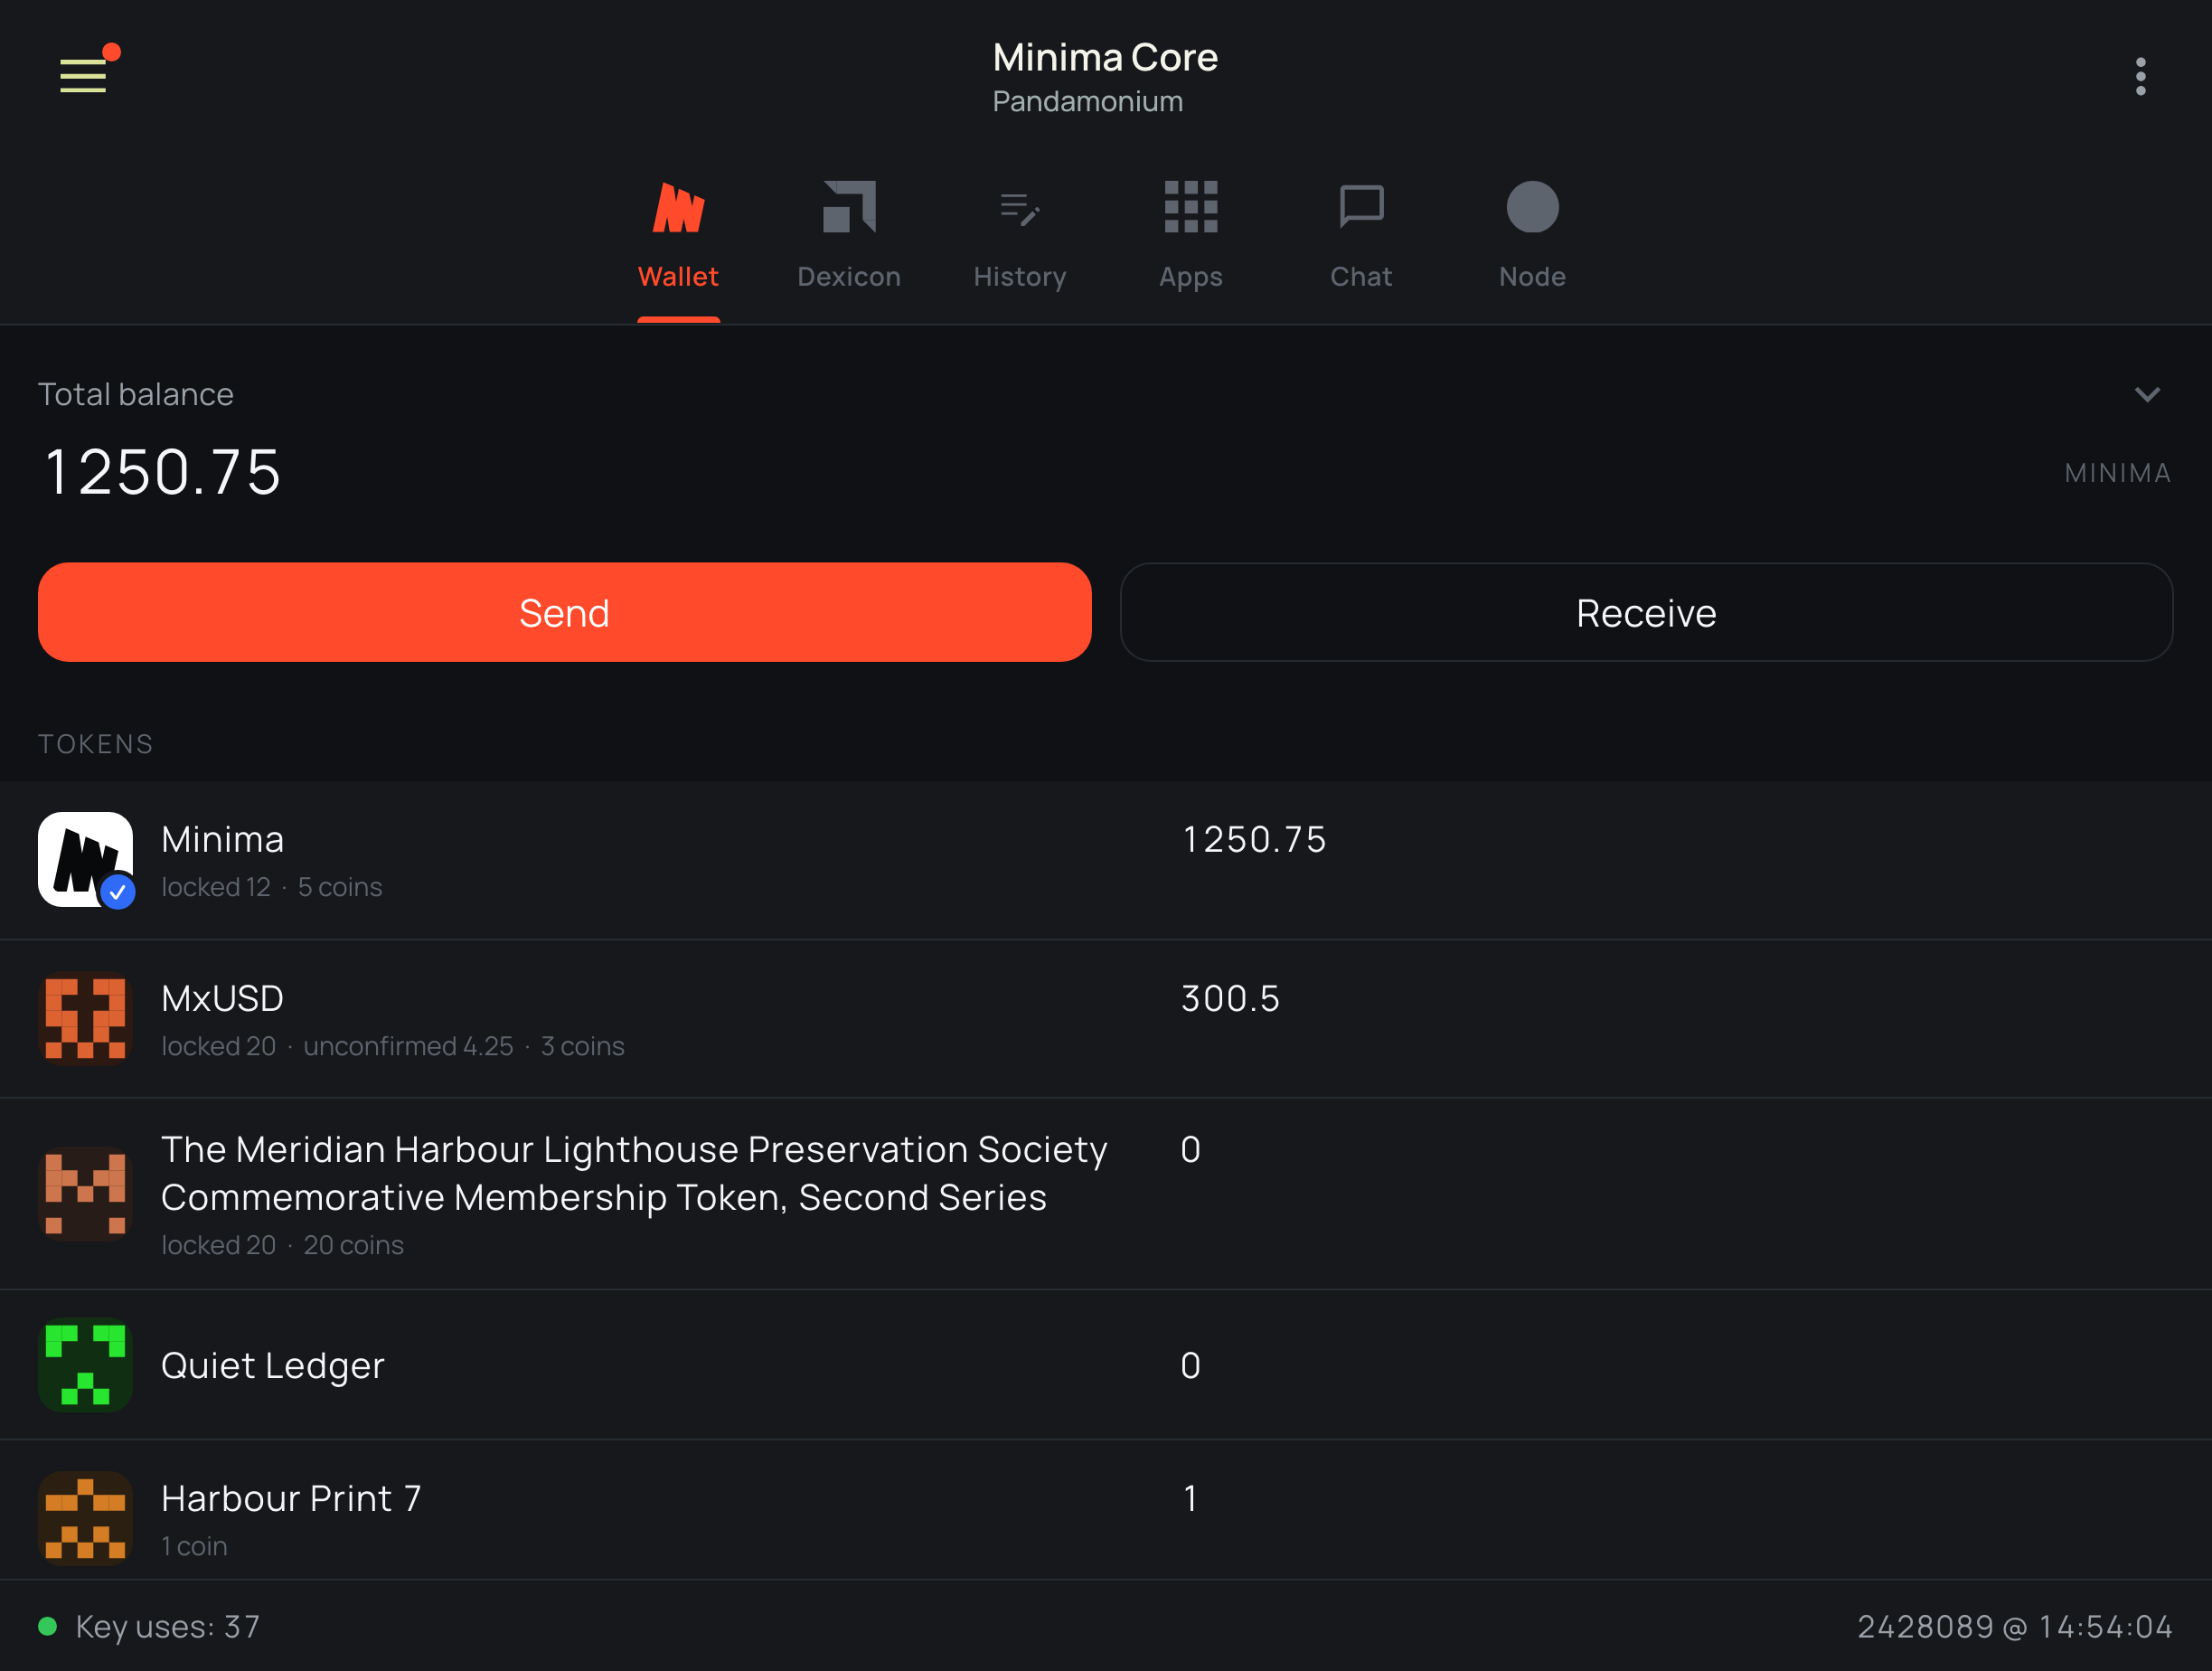 Minima Core
Pandamonium
Wallet
Dexicon
History
Apps
Chat
Node
Total balance
1250.75
MINIMA
Send
Receive
TOKENS
Minima
1250.75
locked 12 · 5 coins
MxUSD
300.5
locked 20 · unconfirmed 4.25 · 3 coins
The Meridian Harbour Lighthouse Preservation Society
0
Commemorative Membership Token, Second Series
locked 20 · 20 coins
Quiet Ledger
0
Harbour Print 7
1
1 coin
Key uses: 37
2428089 @ 14:54:04